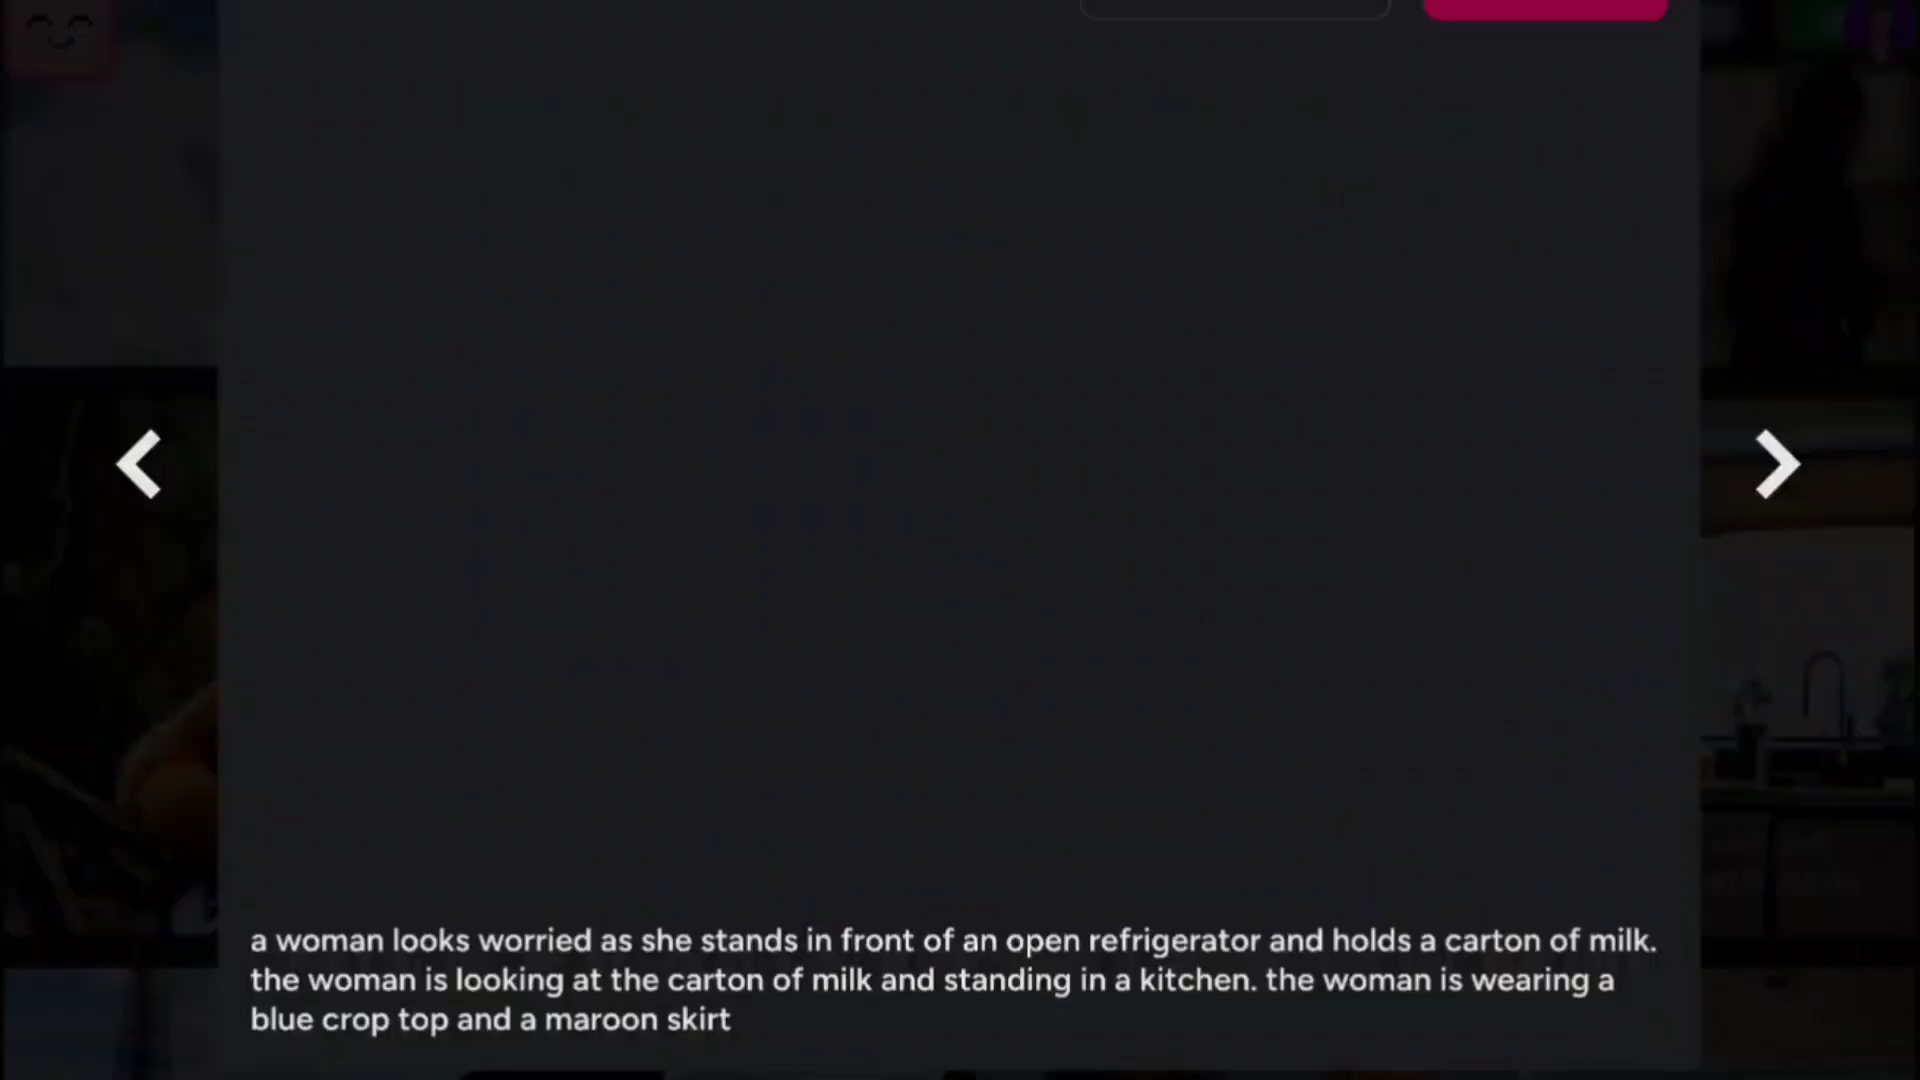 a woman looks worried as she stands in front of an open refrigerator and holds a carton of milk.
the woman is looking at the carton of milk and standing in a kitchen. the woman is wearing a
blue crop top and a maroon skirt